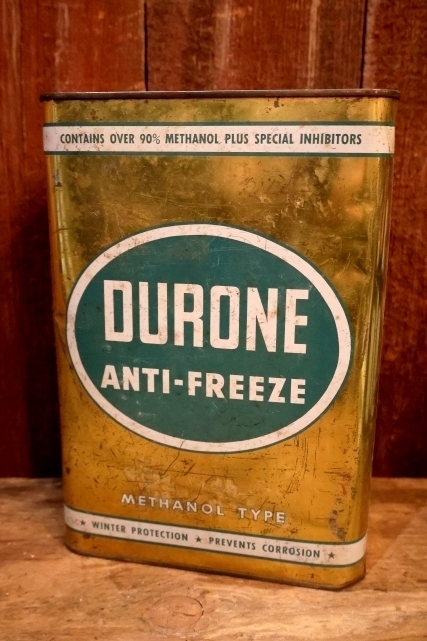 CONTAINS OVER 90% METHANOL PLUS SPECIAL INHIBITORS
DURONE
ANTI-FREEZE
METHANOL TYPE
★ WINTER PROTECTION ★ PREVENTS CORROSION ★